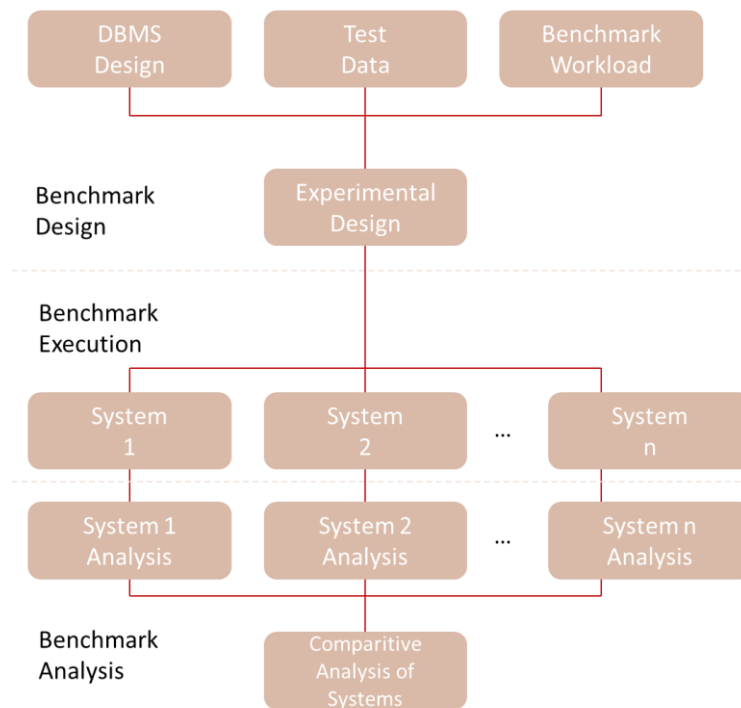 DBMS
Design
Test
Data
Benchmark
Workload
Benchmark
Design
Experimental
Design
Benchmark
Execution
System
1
System
2
...
System
n
System 1
Analysis
System 2
Analysis
...
System n
Analysis
Benchmark
Analysis
Comparitive
Analysis of
Systems